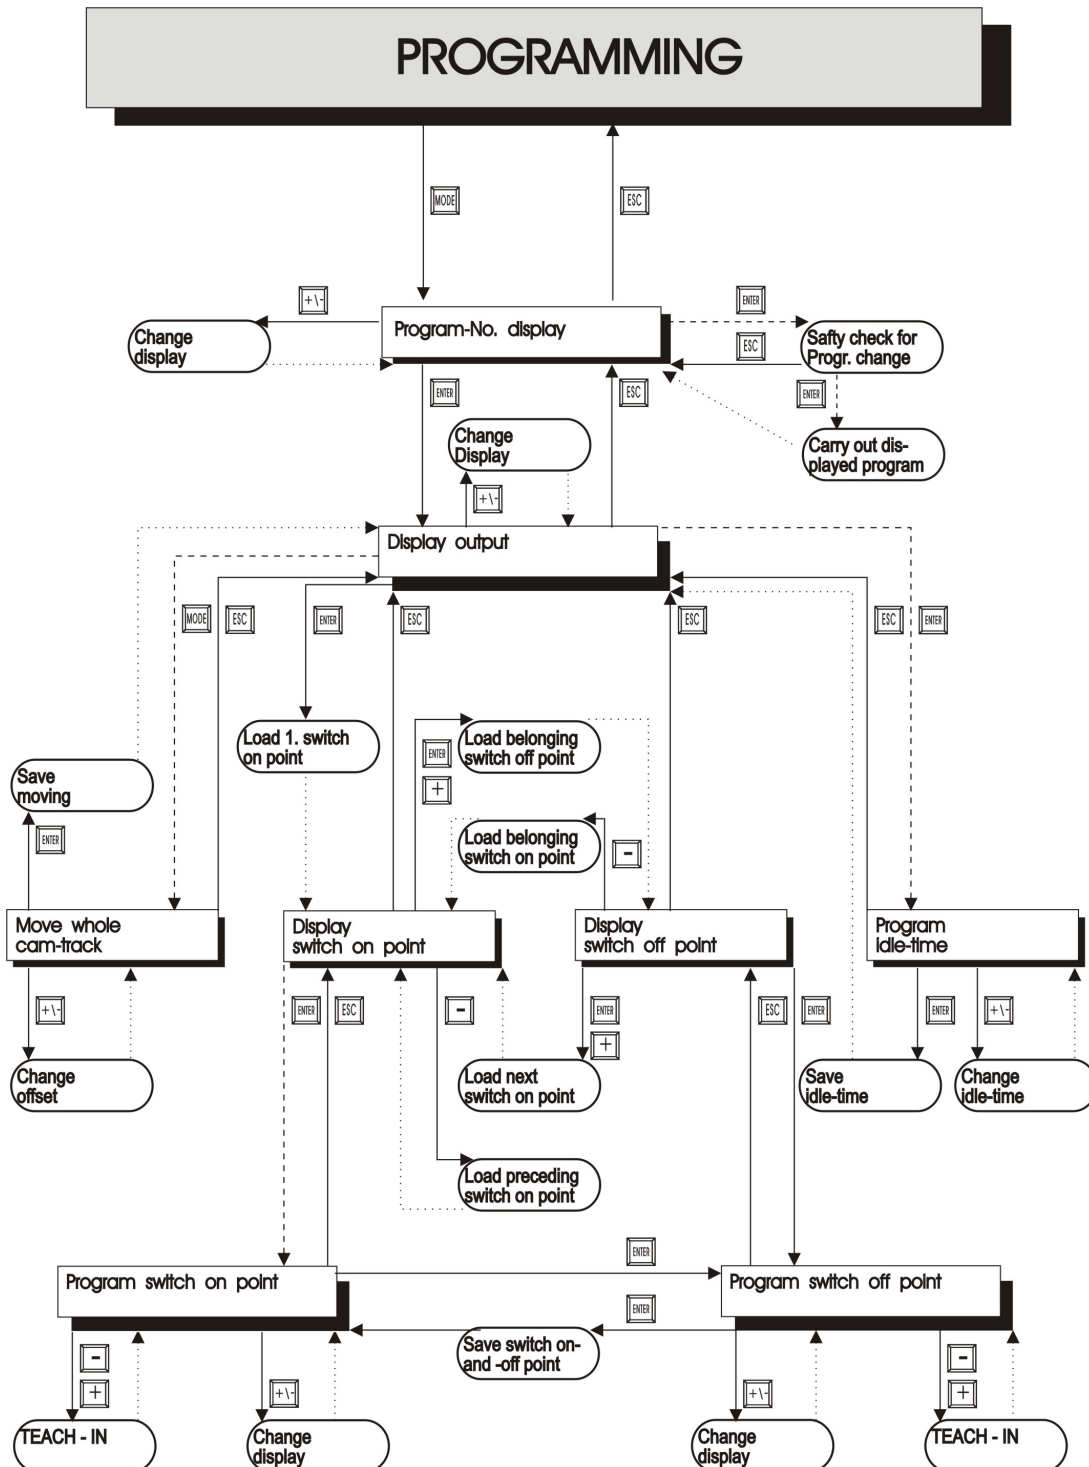 PROGRAMMING
MODE
ESC
+\-
ENTER
Program-No. display
Change
display
ESC
Safty check for
Progr. change
ENTER
ESC
ENTER
Change
Display
Carry out dis-
played program
+\-
Display output
MODE
ESC
ENTER
ESC
ESC
ESC
ENTER
Load 1. switch
on point
Load belonging
switch off point
ENTER
+
Save
moving
Load belonging
switch on point
-
ENTER
Move whole
cam-track
Display
switch on point
Display
switch off point
Program
idle-time
+\-
ENTER
ESC
-
ENTER
+
ESC
ENTER
ENTER
+\-
Change
offset
Load next
switch on point
Save
idle-time
Change
idle-time
Load preceding
switch on point
ENTER
Program switch on point
Program switch off point
ENTER
Save switch on-
and -off point
-
+
+\-
+\-
-
+
TEACH - IN
Change
display
Change
display
TEACH - IN